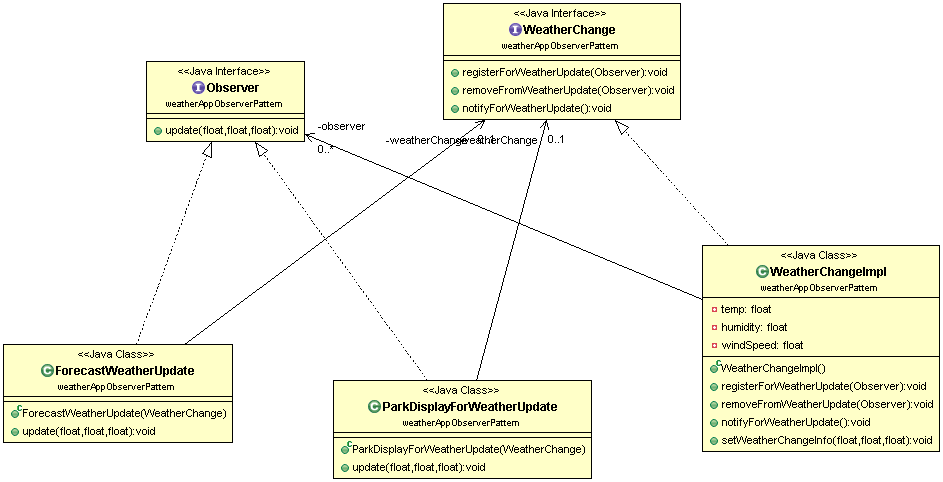 <<Java Interface>>
WeatherChange
weatherAppObserverPattern
registerForWeatherUpdate(Observer):void
removeFromWeatherUpdate(Observer):void
notifyForWeatherUpdate():void
<<Java Interface>>
Observer
weatherAppObserverPattern
update(float,float,float):void
-observer
0..*
-weatherChange
0..1
-weatherChange
0..1
<<Java Class>>
WeatherChangeImpl
weatherAppObserverPattern
temp: float
humidity: float
windSpeed: float
WeatherChangeImpl()
registerForWeatherUpdate(Observer):void
removeFromWeatherUpdate(Observer):void
notifyForWeatherUpdate():void
setWeatherChangeInfo(float,float,float):void
<<Java Class>>
ForecastWeatherUpdate
weatherAppObserverPattern
ForecastWeatherUpdate(WeatherChange)
update(float,float,float):void
<<Java Class>>
ParkDisplayForWeatherUpdate
weatherAppObserverPattern
ParkDisplayForWeatherUpdate(WeatherChange)
update(float,float,float):void